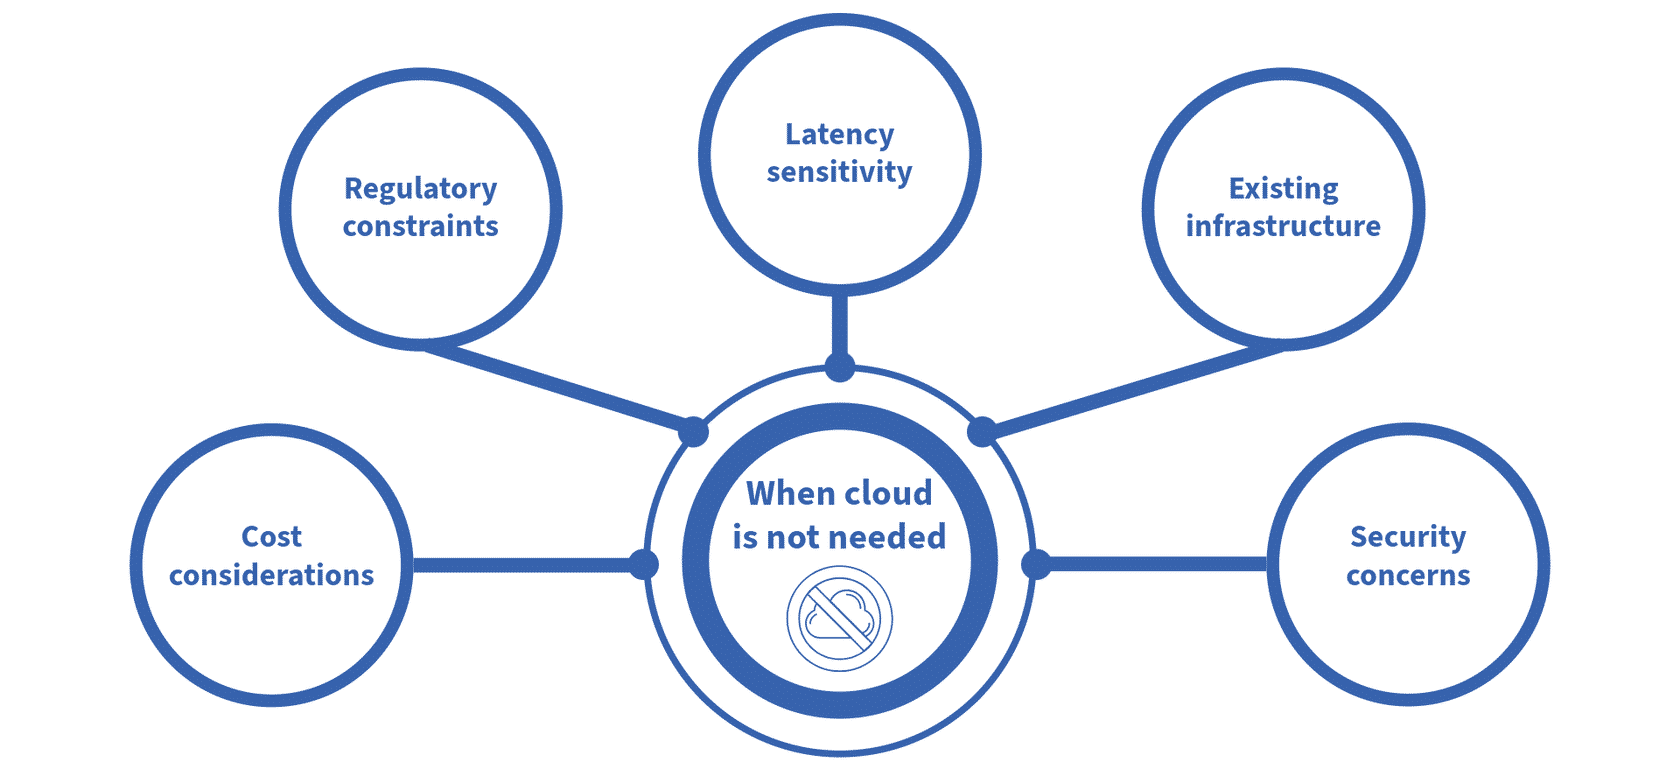 Latency
sensitivity
Regulatory
constraints
Existing
infrastructure
When cloud
is not needed
Cost
considerations
Security
concerns